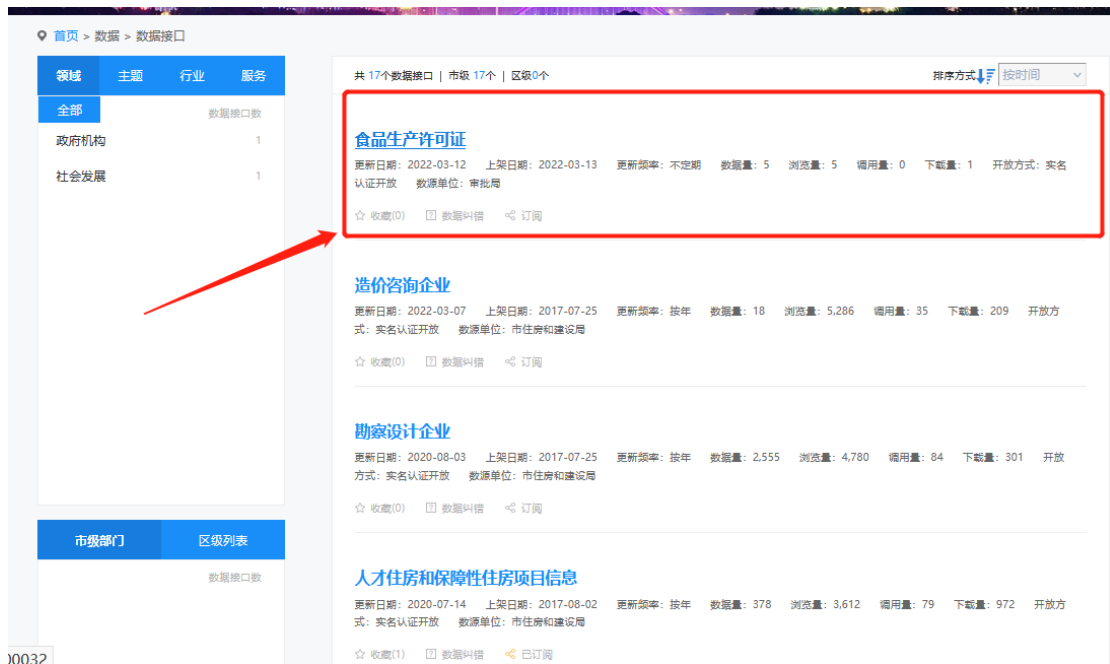 首页 > 数据 > 数据接口
领域 主题 行业 服务
全部 数据接口数
政府机构 1
社会发展 1
市级部门 区级列表
数据接口数
00032
共 17个数据接口 | 市级 17个 | 区级0个 排序方式 按时间
食品生产许可证
更新日期: 2022-03-12 上架日期: 2022-03-13 更新频率: 不定期 数据量: 5 浏览量: 5 调用量: 0 下载量: 1 开放方式: 实名
认证开放 数源单位: 审批局
收藏(0) 数据纠错 订阅
造价咨询企业
更新日期: 2022-03-07 上架日期: 2017-07-25 更新频率: 按年 数据量: 18 浏览量: 5,286 调用量: 35 下载量: 209 开放方
式: 实名认证开放 数源单位: 市住房和建设局
收藏(0) 数据纠错 订阅
勘察设计企业
更新日期: 2020-08-03 上架日期: 2017-07-25 更新频率: 按年 数据量: 2,555 浏览量: 4,780 调用量: 84 下载量: 301 开放
方式: 实名认证开放 数源单位: 市住房和建设局
收藏(0) 数据纠错 订阅
人才住房和保障性住房项目信息
更新日期: 2020-07-14 上架日期: 2017-08-02 更新频率: 按年 数据量: 378 浏览量: 3,612 调用量: 79 下载量: 972 开放方
式: 实名认证开放 数源单位: 市住房和建设局
收藏(1) 数据纠错 已订阅